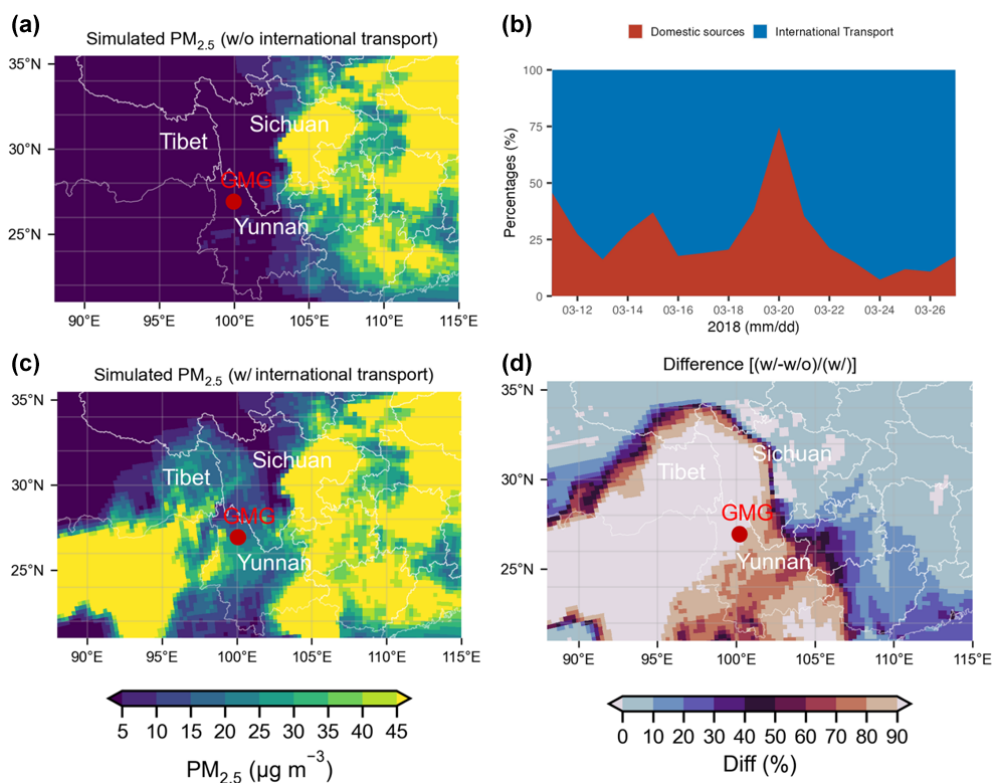 (a)
Simulated PM2.5 (w/o international transport)
35°N
30°N
25°N
Tibet
Sichuan
GMG
Yunnan
90°E 95°E 100°E 105°E 110°E 115°E
(b)
Domestic sources International Transport
Percentages (%)
100
75
50
25
0
03-12 03-14 03-16 03-18 03-20 03-22 03-24 03-26
2018 (mm/dd)
(c)
Simulated PM2.5 (w/ international transport)
35°N
30°N
25°N
Tibet
Sichuan
GMG
Yunnan
90°E 95°E 100°E 105°E 110°E 115°E
5 10 15 20 25 30 35 40 45
PM2.5 (µg m−3)
(d)
Difference [(w/-w/o)/(w/)]
35°N
30°N
25°N
Tibet
Sichuan
GMG
Yunnan
90°E 95°E 100°E 105°E 110°E 115°E
0 10 20 30 40 50 60 70 80 90
Diff (%)